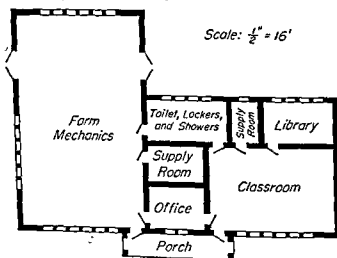 Scale: 1/2" = 16'
Farm
Mechanics
Toilet, Lockers,
and Showers
Supply
Room
Library
Supply
Room
Classroom
Office
Porch